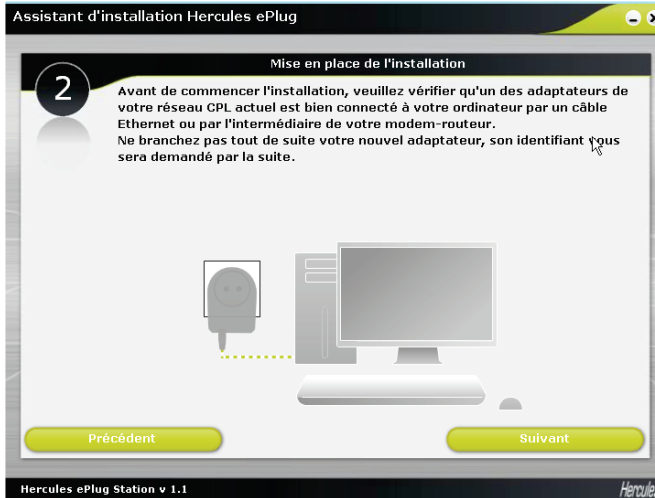 Assistant d'installation Hercules ePlug
Mise en place de l'installation
2
Avant de commencer l'installation, veuillez vérifier qu'un des adaptateurs de
votre réseau CPL actuel est bien connecté à votre ordinateur par un câble
Ethernet ou par l'intermédiaire de votre modem-routeur.
Ne branchez pas tout de suite votre nouvel adaptateur, son identifiant vous
sera demandé par la suite.
Précédent
Suivant
Hercules ePlug Station v 1.1
Hercule